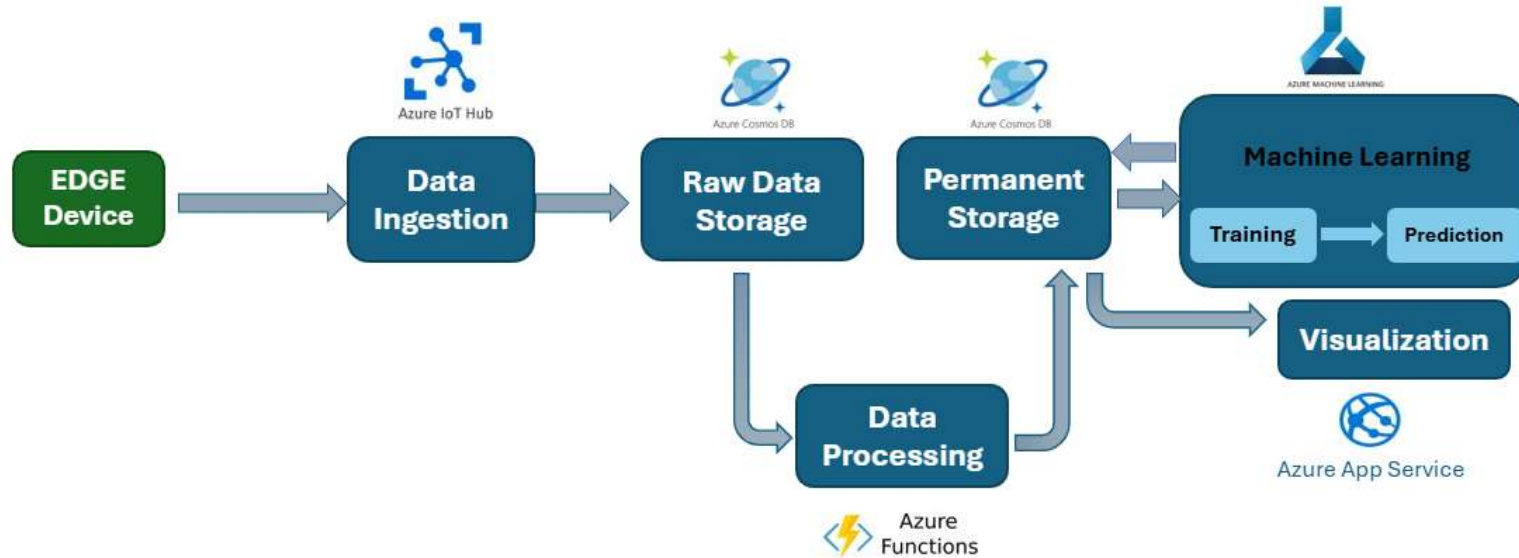 Azure IoT Hub
Azure Cosmos DB
Azure Cosmos DB
AZURE MACHINE LEARNING
EDGE
Device
Data
Ingestion
Raw Data
Storage
Permanent
Storage
Machine Learning
Training
Prediction
Visualization
Azure App Service
Data
Processing
Azure
Functions